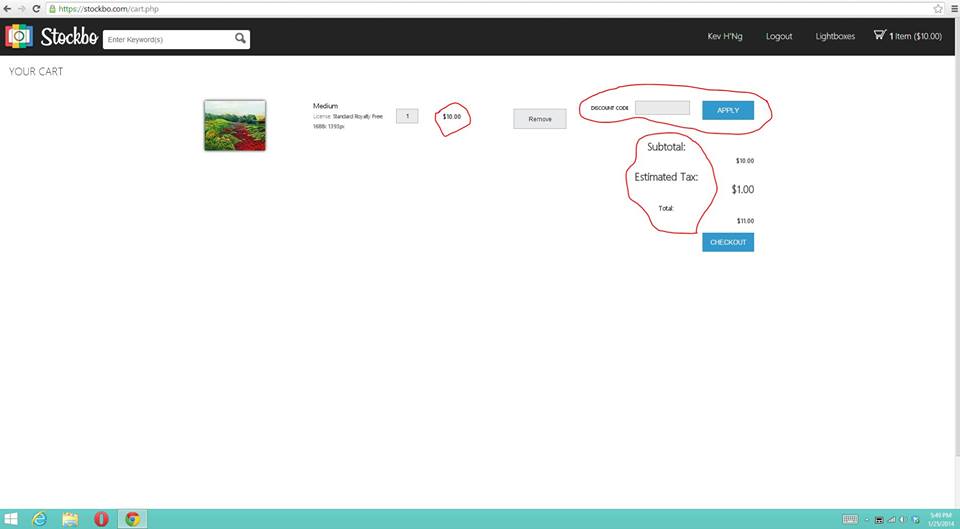 https://stockbo.com/cart.php
Stockbo
Enter Keyword(s)
Kev H'Ng
Logout
Lightboxes
1 Item ($10.00)
YOUR CART
Medium
License: Standard Royalty Free
1
$10.00
Remove
DISCOUNT CODE
APPLY
Subtotal:
$10.00
Estimated Tax:
$1.00
Total:
$11.00
CHECKOUT
5:49 PM
1/25/2014